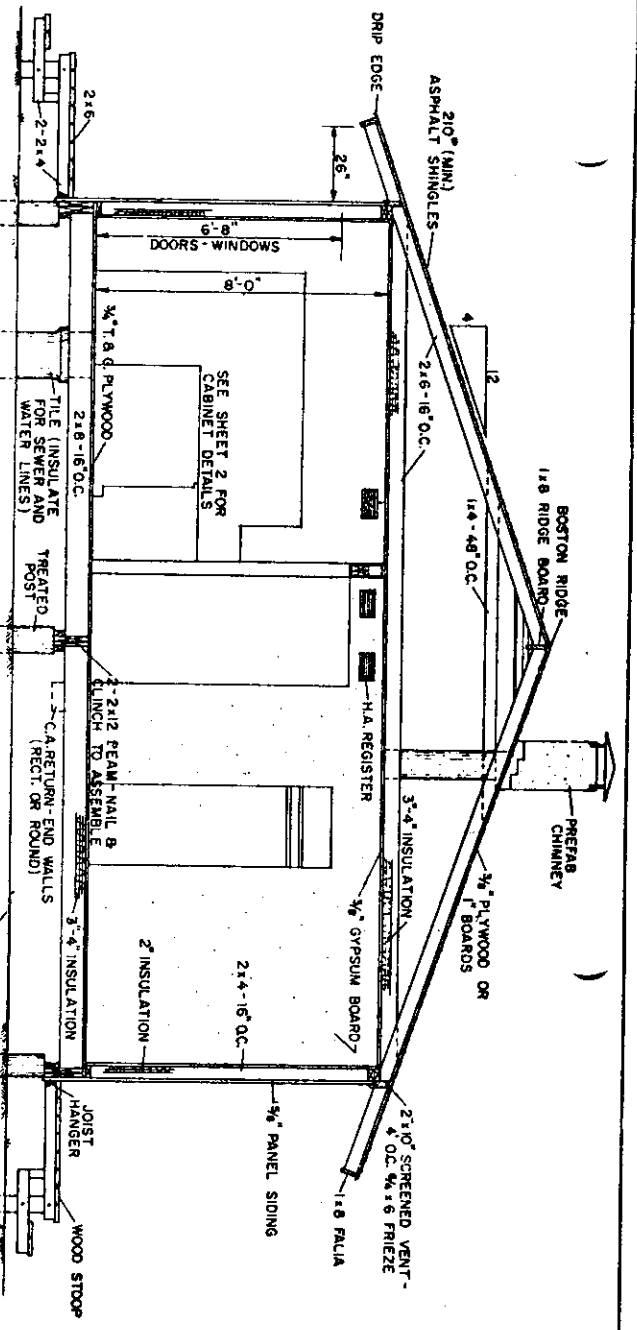 DRIP EDGE
210# (MIN.)
ASPHALT SHINGLES
BOSTON RIDGE
1x8 RIDGE BOARD
PREFAB
CHIMNEY
4
12
2x6-16" O.C.
1x4-48" O.C.
3/8" PLYWOOD OR
1" BOARDS
26"
2"x10" SCREENED VENT-
4' O.C. 5/4 x 6 FRIEZE
1x8 FALIA
3"-4" INSULATION
3/8" GYPSUM BOARD
H.A. REGISTER
6'-8"
DOORS-WINDOWS
8'-0"
SEE SHEET 2 FOR
CABINET DETAILS
2x4-16" O.C.
2" INSULATION
5/8" PANEL SIDING
2x6
2-2x4
3/4" T. & G. PLYWOOD
2x8-16" O.C.
TILE (INSULATE
FOR SEWER AND
WATER LINES)
TREATED
POST
2-2x12 BEAM-NAIL &
CLINCH TO ASSEMBLE
C.A. RETURN-END WALLS
(RECT. OR ROUND)
3"-4" INSULATION
JOIST
HANGER
WOOD STOOP